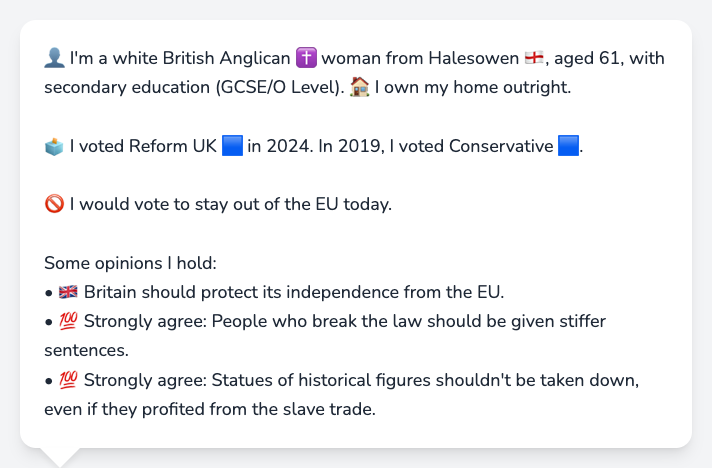 👤 I'm a white British Anglican ✝️ woman from Halesowen 🏴󠁧󠁢󠁥󠁮󠁧󠁿, aged 61, with
secondary education (GCSE/O Level). 🏠 I own my home outright.
🗳️ I voted Reform UK 🟦 in 2024. In 2019, I voted Conservative 🟦.
🚫 I would vote to stay out of the EU today.
Some opinions I hold:
• 🇬🇧 Britain should protect its independence from the EU.
• 💯 Strongly agree: People who break the law should be given stiffer
sentences.
• 💯 Strongly agree: Statues of historical figures shouldn't be taken down,
even if they profited from the slave trade.